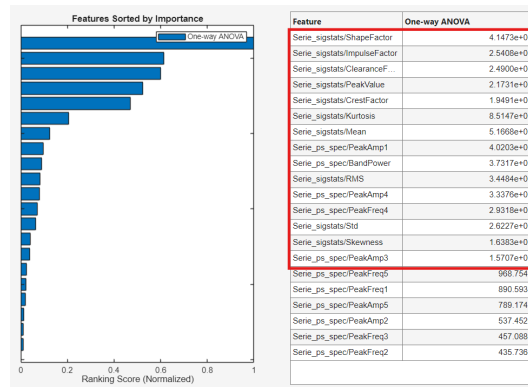 Features Sorted by Importance
One-way ANOVA
0 0.2 0.4 0.6 0.8 1
Ranking Score (Normalized)
Feature One-way ANOVA
Serie_sigstats/ShapeFactor 4.1473e+0
Serie_sigstats/ImpulseFactor 2.5408e+0
Serie_sigstats/ClearanceF... 2.4900e+0
Serie_sigstats/PeakValue 2.1731e+0
Serie_sigstats/CrestFactor 1.9491e+0
Serie_sigstats/Kurtosis 8.5147e+0
Serie_sigstats/Mean 5.1668e+0
Serie_ps_spec/PeakAmp1 4.0203e+0
Serie_ps_spec/BandPower 3.7317e+0
Serie_sigstats/RMS 3.4484e+0
Serie_ps_spec/PeakAmp4 3.3376e+0
Serie_ps_spec/PeakFreq4 2.9318e+0
Serie_sigstats/Std 2.6227e+0
Serie_sigstats/Skewness 1.6383e+0
Serie_ps_spec/PeakAmp3 1.5707e+0
Serie_ps_spec/PeakFreq5 968.754
Serie_ps_spec/PeakFreq1 890.593
Serie_ps_spec/PeakAmp5 789.174
Serie_ps_spec/PeakAmp2 537.452
Serie_ps_spec/PeakFreq3 457.088
Serie_ps_spec/PeakFreq2 435.736